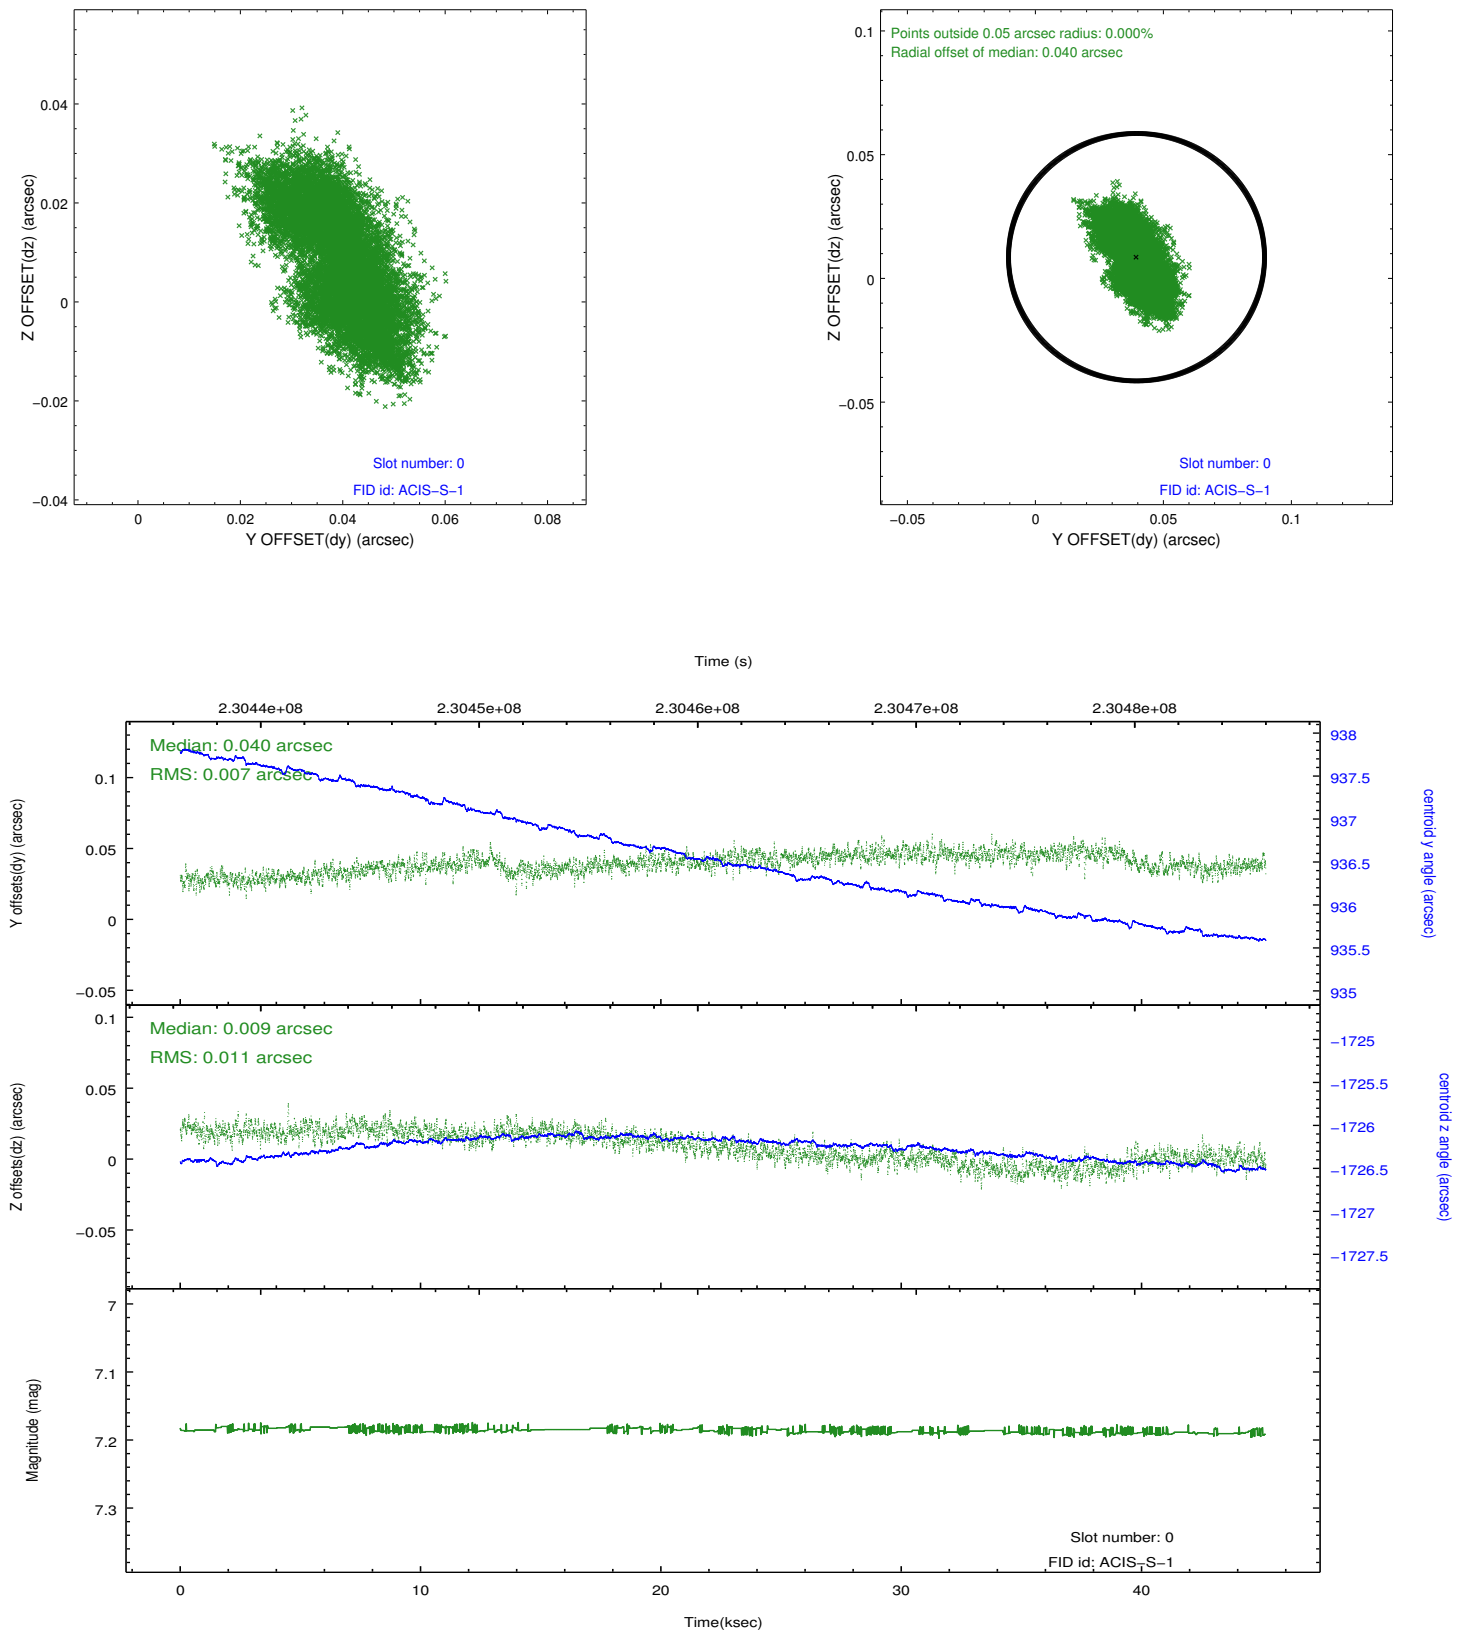 0.04
0.02
0
−0.02
−0.04
Z OFFSET(dz) (arcsec)
0
0.02
0.04
0.06
0.08
Y OFFSET(dy) (arcsec)
Slot number: 0
FID id: ACIS−S−1
Points outside 0.05 arcsec radius: 0.000%
Radial offset of median: 0.040 arcsec
0.1
0.05
0
−0.05
Z OFFSET(dz) (arcsec)
−0.05
0
0.05
0.1
Y OFFSET(dy) (arcsec)
Slot number: 0
FID id: ACIS−S−1
Time (s)
2.3044e+08
2.3045e+08
2.3046e+08
2.3047e+08
2.3048e+08
Median: 0.040 arcsec
RMS: 0.007 arcsec
0.1
0.05
0
−0.05
Y offsets(dy) (arcsec)
938
937.5
937
936.5
936
935.5
935
centroid y angle (arcsec)
Median: 0.009 arcsec
RMS: 0.011 arcsec
0.1
0.05
0
−0.05
Z offsets(dz) (arcsec)
−1725
−1725.5
−1726
−1726.5
−1727
−1727.5
centroid z angle (arcsec)
7
7.1
7.2
7.3
Magnitude (mag)
Slot number: 0
FID id: ACIS−S−1
0
10
20
30
40
Time(ksec)